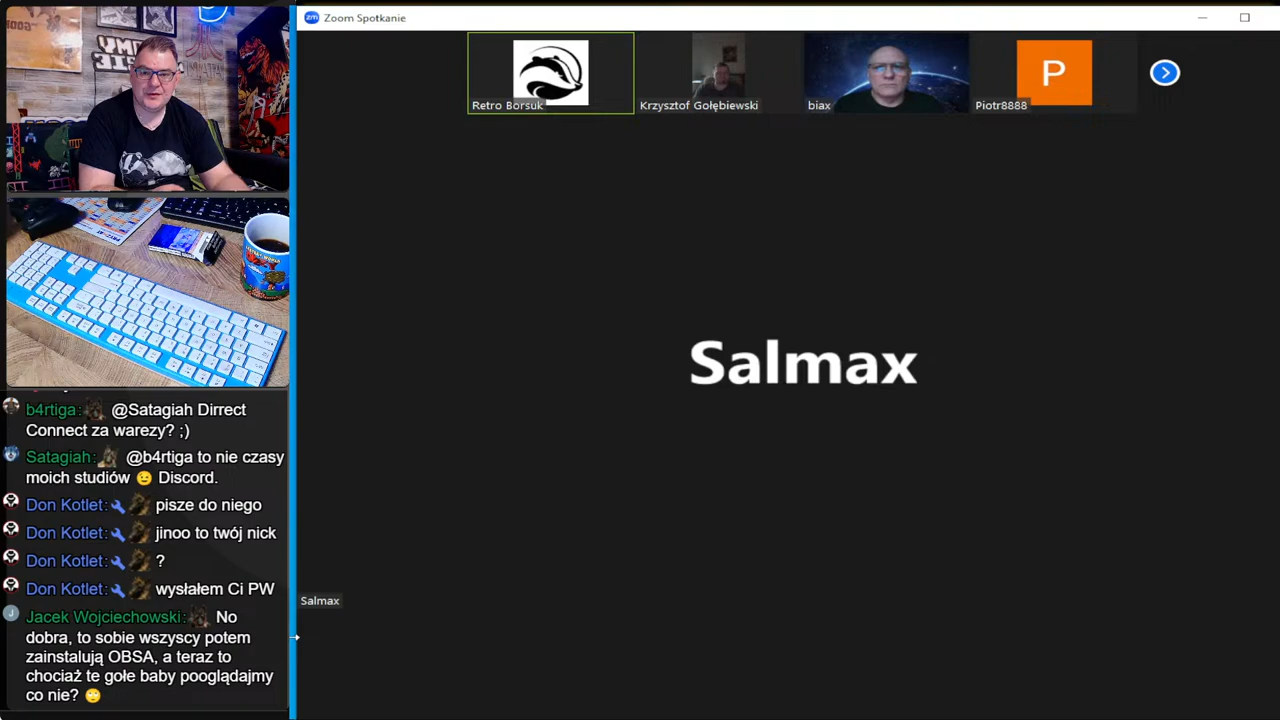 Zoom Spotkanie
zm
P
Retro Borsuk
Krzysztof Gołębiewski
biax
Piotr8888
Salmax
Salmax
b4rtiga: @Satagiah Dirrect
Connect za warezy? ;)
Satagiah: @b4rtiga to nie czasy
moich studiów 😉 Discord.
Don Kotlet: pisze do niego
Don Kotlet: jinoo to twój nick
Don Kotlet: ?
Don Kotlet: wysłałem Ci PW
J
Jacek Wojciechowski: No
dobra, to sobie wszyscy potem
zainstalują OBSA, a teraz to
chociaż te gołe baby pooglądajmy
co nie? 🙄